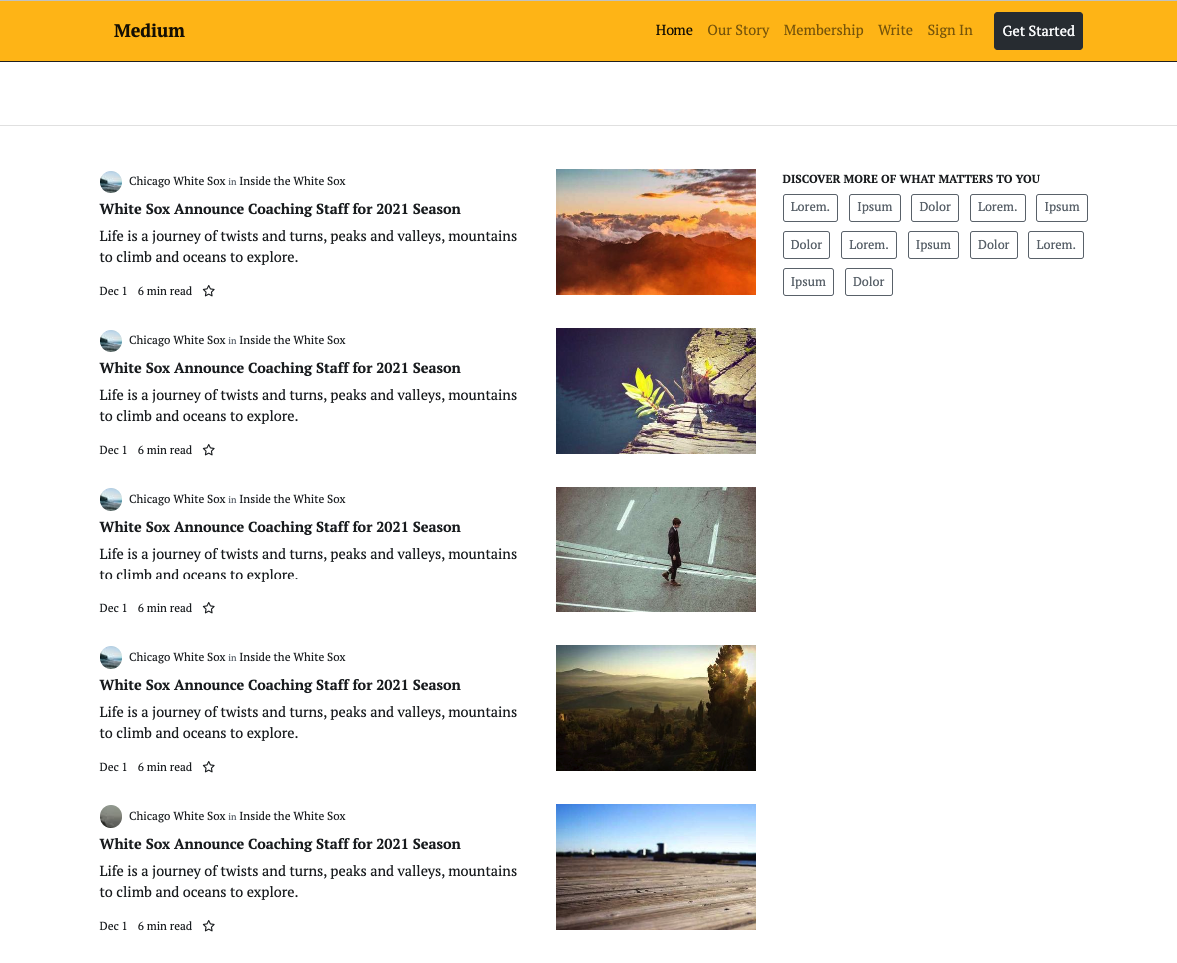 Medium
Home Our Story Membership Write Sign In Get Started
Chicago White Sox in Inside the White Sox
White Sox Announce Coaching Staff for 2021 Season
Life is a journey of twists and turns, peaks and valleys, mountains
to climb and oceans to explore.
Dec 1 6 min read
Chicago White Sox in Inside the White Sox
White Sox Announce Coaching Staff for 2021 Season
Life is a journey of twists and turns, peaks and valleys, mountains
to climb and oceans to explore.
Dec 1 6 min read
Chicago White Sox in Inside the White Sox
White Sox Announce Coaching Staff for 2021 Season
Life is a journey of twists and turns, peaks and valleys, mountains
to climb and oceans to explore.
Dec 1 6 min read
Chicago White Sox in Inside the White Sox
White Sox Announce Coaching Staff for 2021 Season
Life is a journey of twists and turns, peaks and valleys, mountains
to climb and oceans to explore.
Dec 1 6 min read
Chicago White Sox in Inside the White Sox
White Sox Announce Coaching Staff for 2021 Season
Life is a journey of twists and turns, peaks and valleys, mountains
to climb and oceans to explore.
Dec 1 6 min read
DISCOVER MORE OF WHAT MATTERS TO YOU
Lorem. Ipsum Dolor Lorem. Ipsum
Dolor Lorem. Ipsum Dolor Lorem.
Ipsum Dolor